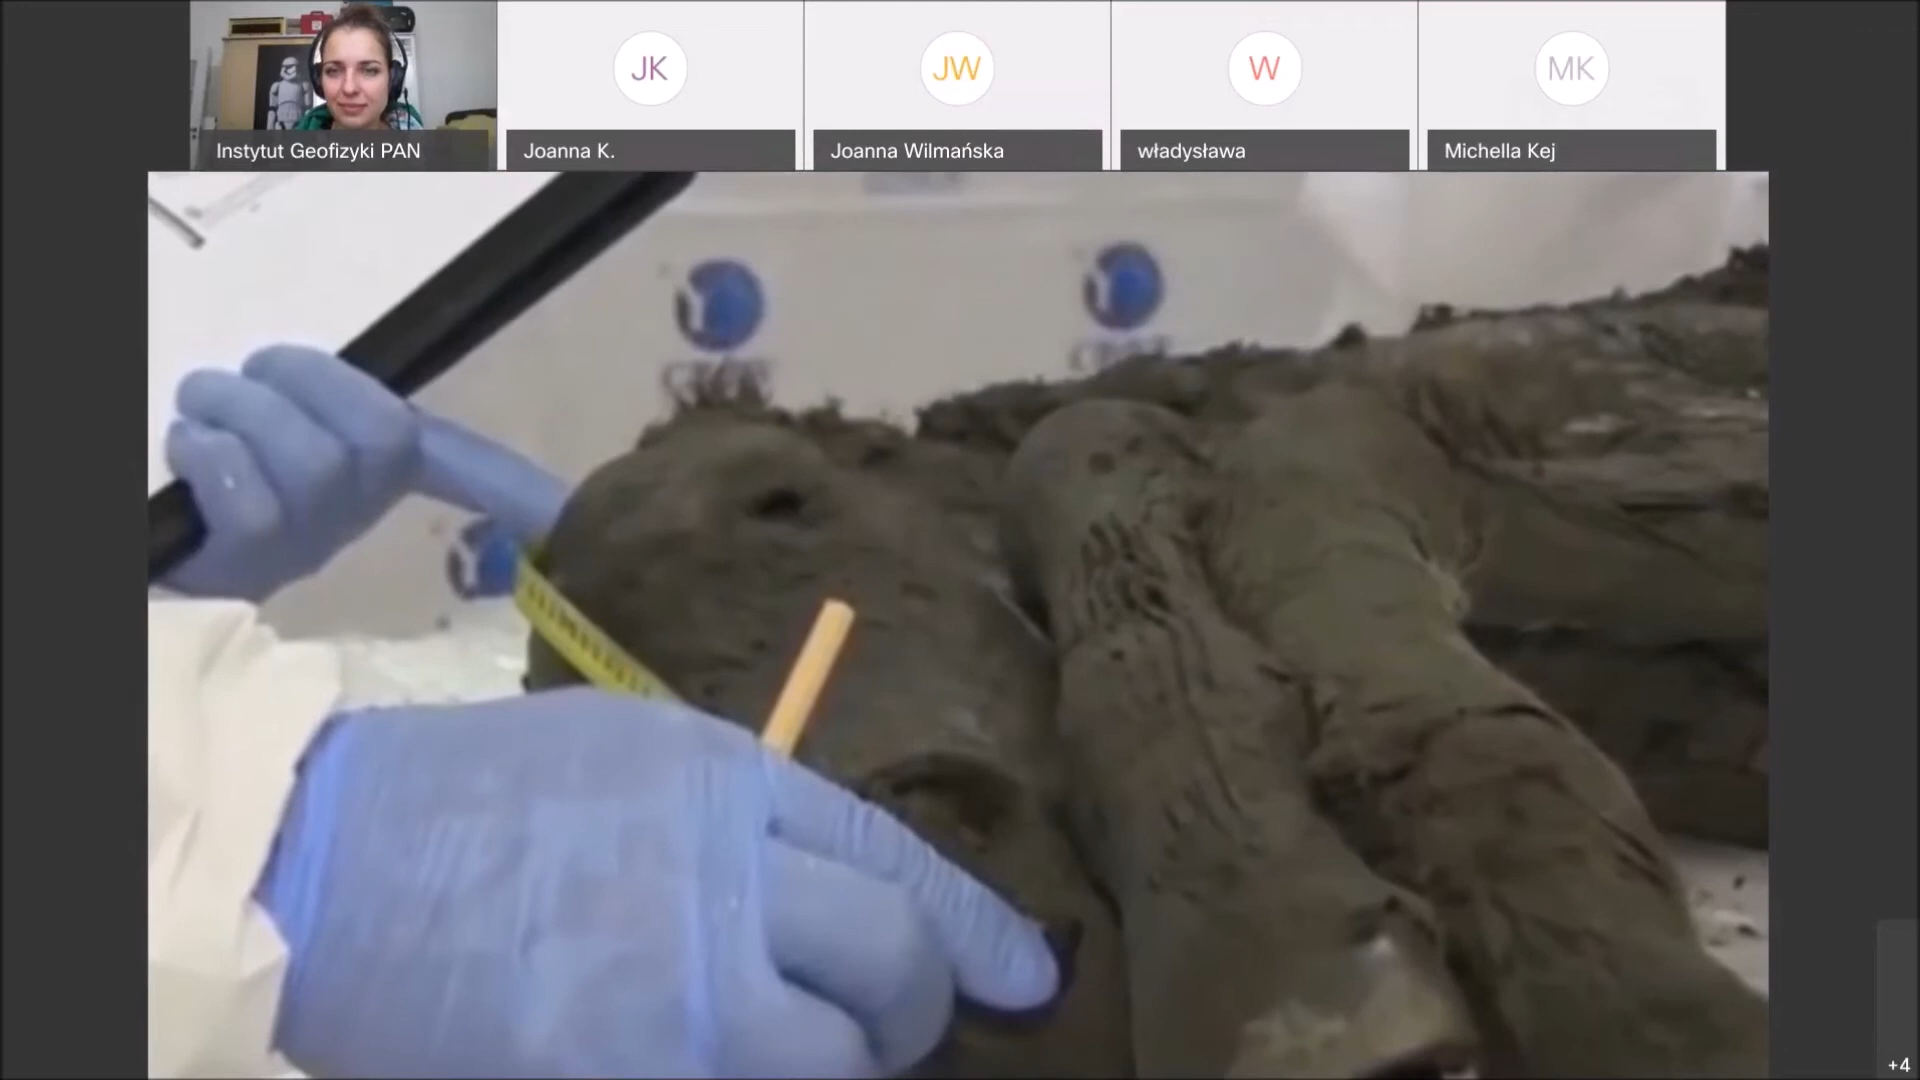 JK
JW
W
MK
Instytut Geofizyki PAN
Joanna K.
Joanna Wilmańska
władysława
Michella Kej
+4